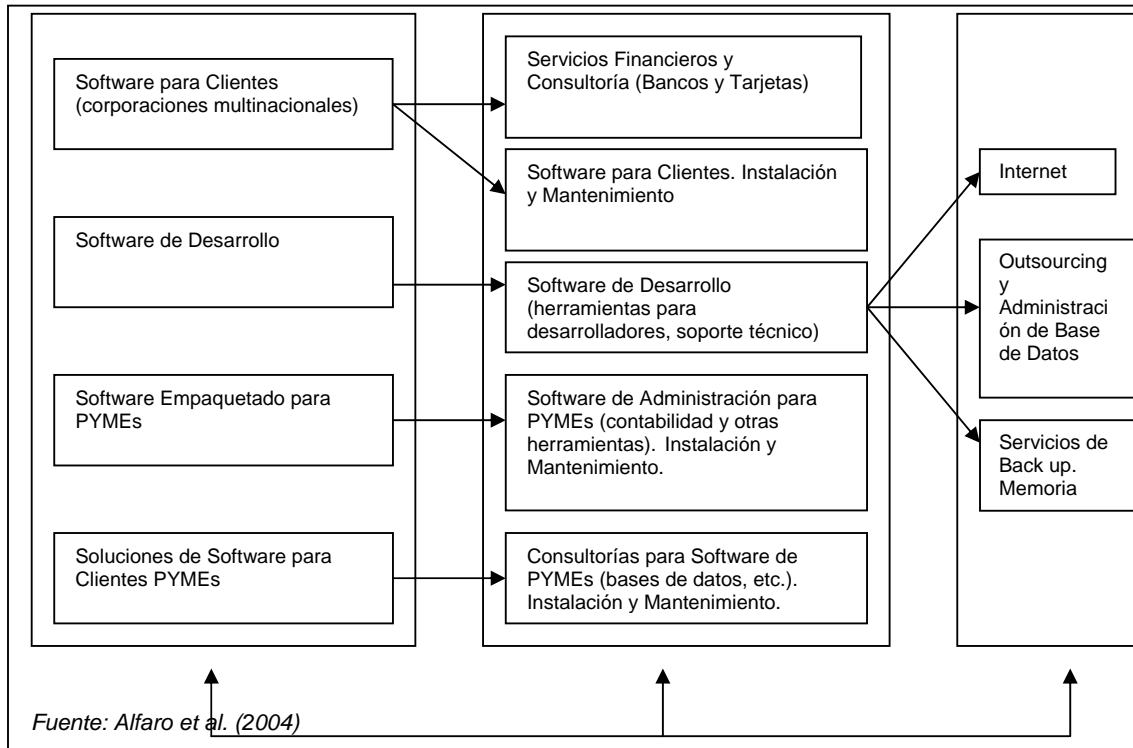 Software para Clientes
(corporaciones multinacionales)
Software de Desarrollo
Software Empaquetado para
PYMEs
Soluciones de Software para
Clientes PYMEs
Servicios Financieros y
Consultoría (Bancos y Tarjetas)
Software para Clientes. Instalación
y Mantenimiento
Software de Desarrollo
(herramientas para
desarrolladores, soporte técnico)
Software de Administración para
PYMEs (contabilidad y otras
herramientas). Instalación y
Mantenimiento.
Consultorías para Software de
PYMEs (bases de datos, etc.).
Instalación y Mantenimiento.
Internet
Outsourcing
y
Administraci
ón de Base
de Datos
Servicios de
Back up.
Memoria
Fuente: Alfaro et al. (2004)